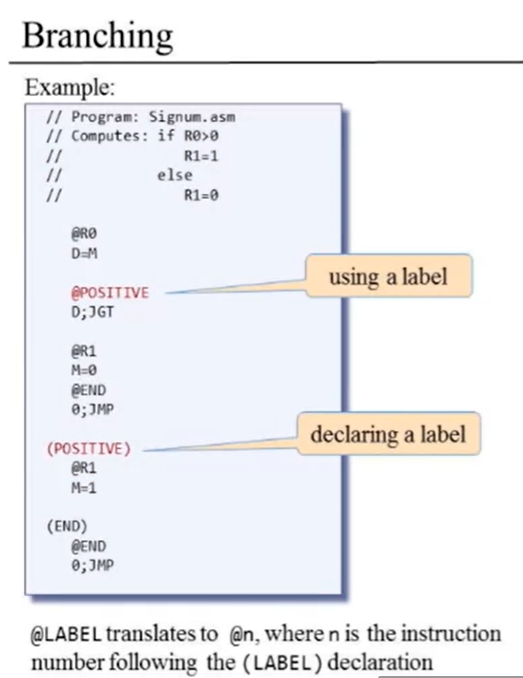 Branching
Example:
// Program: Signum.asm
// Computes: if R0>0
// R1=1
// else
// R1=0
@R0
D=M
@POSITIVE
using a label
D;JGT
@R1
M=0
@END
0;JMP
declaring a label
(POSITIVE)
@R1
M=1
(END)
@END
0;JMP
@LABEL translates to @n, where n is the instruction
number following the (LABEL) declaration